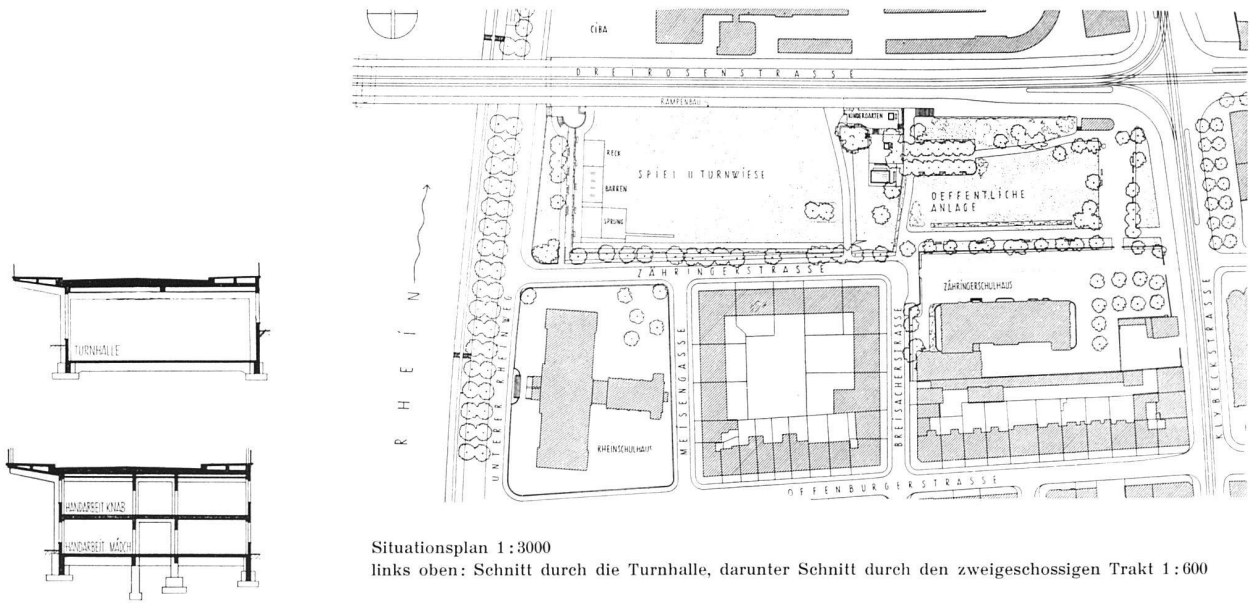 CIBA
DREIROSENSTRASSE
RAMPENBAU
KINDERGARTEN
RECK
SPIEL U TURNWIESE
BARREN
OEFFENTLICHE
ANLAGE
SPRUNG
ZÄHRINGERSTRASSE
ZÄHRINGERSCHULHAUS
RHEIN
UNTERER RHEINWEG
RHEINSCHULHAUS
MEISENGASSE
BREISACHERSTRASSE
KLYBECKSTRASSE
OFFENBURGERSTRASSE
TURNHALLE
HANDARBEIT KNAB
HANDARBEIT MÄDCH
Situationsplan 1:3000
links oben: Schnitt durch die Turnhalle, darunter Schnitt durch den zweigeschossigen Trakt 1:600